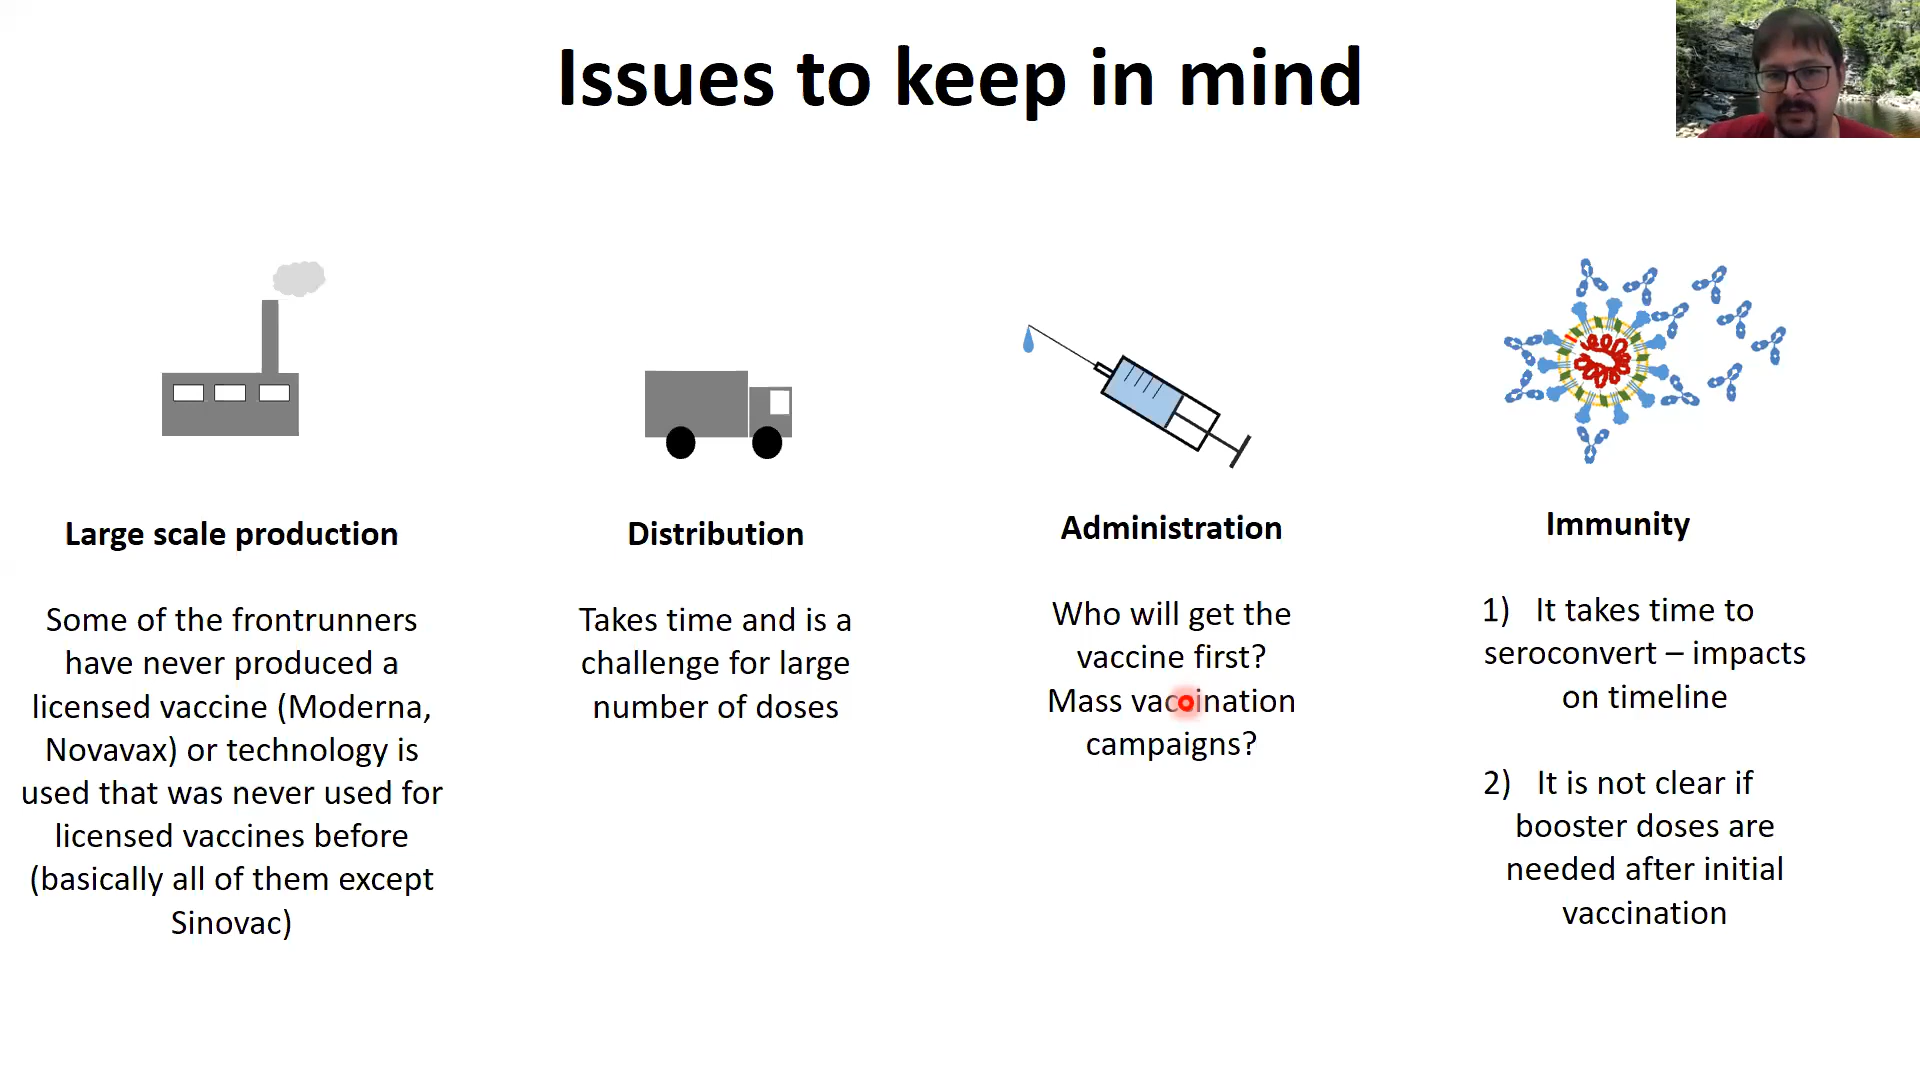 Issues to keep in mind
Large scale production
Some of the frontrunners
have never produced a
licensed vaccine (Moderna,
Novavax) or technology is
used that was never used for
licensed vaccines before
(basically all of them except
Sinovac)
Distribution
Takes time and is a
challenge for large
number of doses
Administration
Who will get the
vaccine first?
Mass vaccination
campaigns?
Immunity
1) It takes time to
seroconvert – impacts
on timeline
2) It is not clear if
booster doses are
needed after initial
vaccination